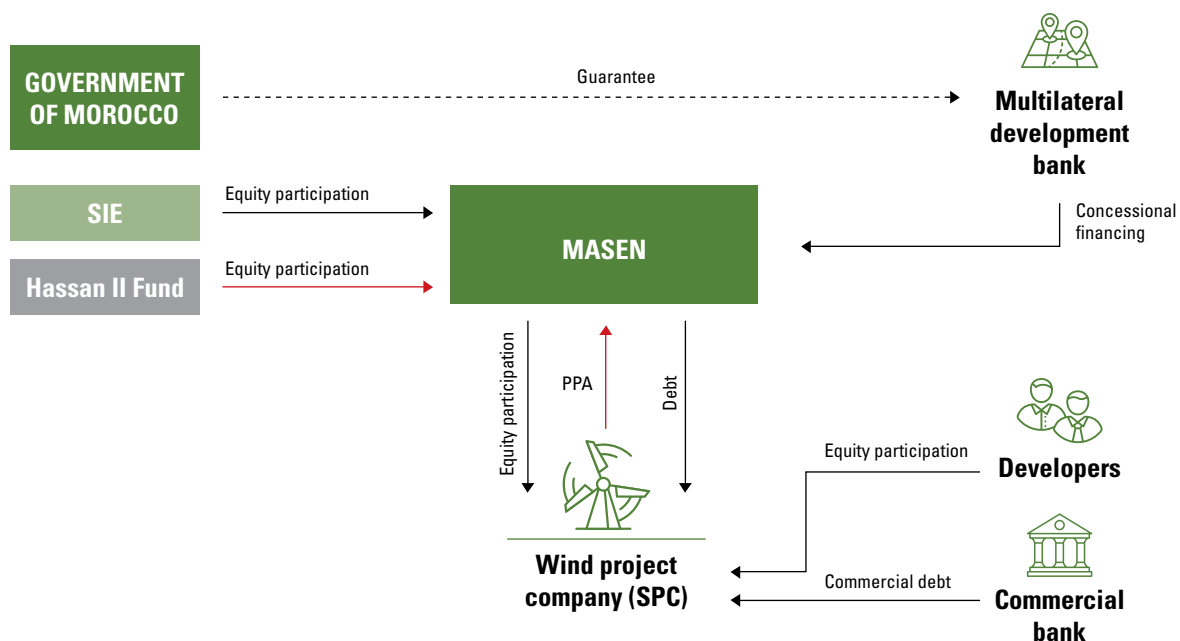 GOVERNMENT
OF MOROCCO
Guarantee
Multilateral
development
bank
SIE
Equity participation
MASEN
Concessional
financing
Hassan II Fund
Equity participation
Equity participation
PPA
Debt
Equity participation
Developers
Wind project
company (SPC)
Commercial debt
Commercial
bank